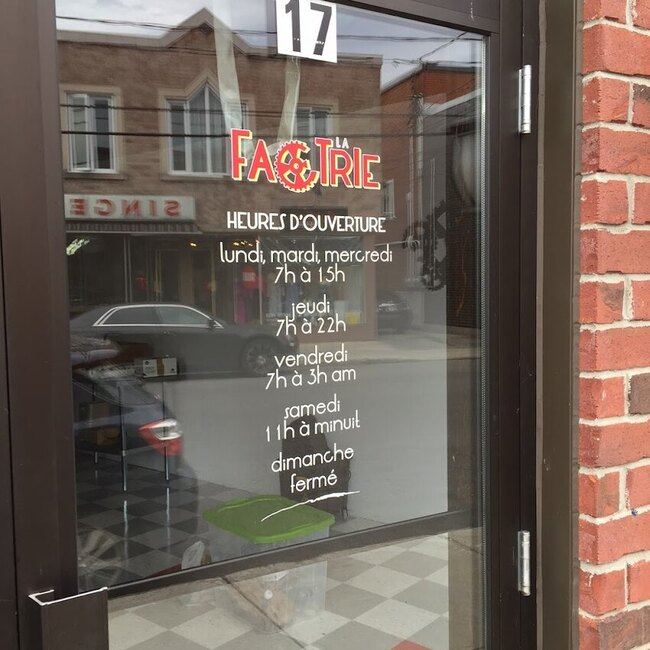 17
LA
FACTRIE
HEURES D'OUVERTURE
lundi, mardi, mercredi
7h à 15h
jeudi
7h à 22h
vendredi
7h à 3h am
samedi
11h à minuit
dimanche
fermé
SINGE